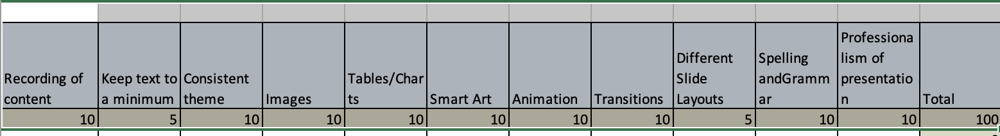 Recording of content
Keep text to a minimum
Consistent theme
Images
Tables/Charts
Smart Art
Animation
Transitions
Different Slide Layouts
Spelling andGrammar
Professionalism of presentation
Total
10 5 10 10 10 10 10 10 5 10 10 100